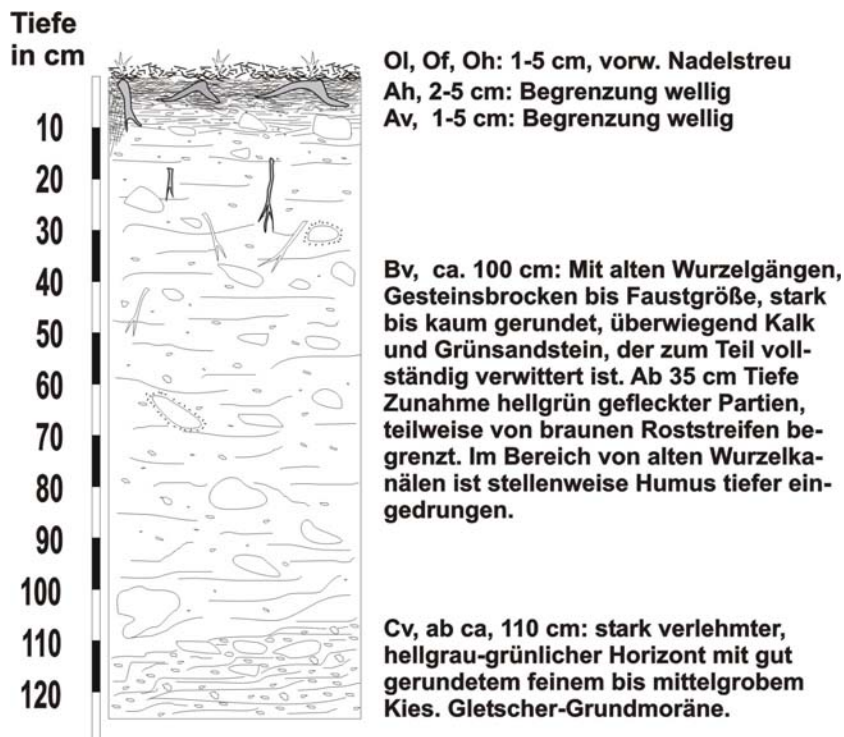 Tiefe
in cm
Ol, Of, Oh: 1-5 cm, vorw. Nadelstreu
Ah, 2-5 cm: Begrenzung wellig
Av, 1-5 cm: Begrenzung wellig
10
20
30
40
50
60
70
80
90
100
110
120
Bv, ca. 100 cm: Mit alten Wurzelgängen,
Gesteinsbrocken bis Faustgröße, stark
bis kaum gerundet, überwiegend Kalk
und Grünsandstein, der zum Teil voll-
ständig verwittert ist. Ab 35 cm Tiefe
Zunahme hellgrün gefleckter Partien,
teilweise von braunen Roststreifen be-
grenzt. Im Bereich von alten Wurzelka-
nälen ist stellenweise Humus tiefer ein-
gedrungen.
Cv, ab ca, 110 cm: stark verlehmter,
hellgrau-grünlicher Horizont mit gut
gerundetem feinem bis mittelgrobem
Kies. Gletscher-Grundmoräne.